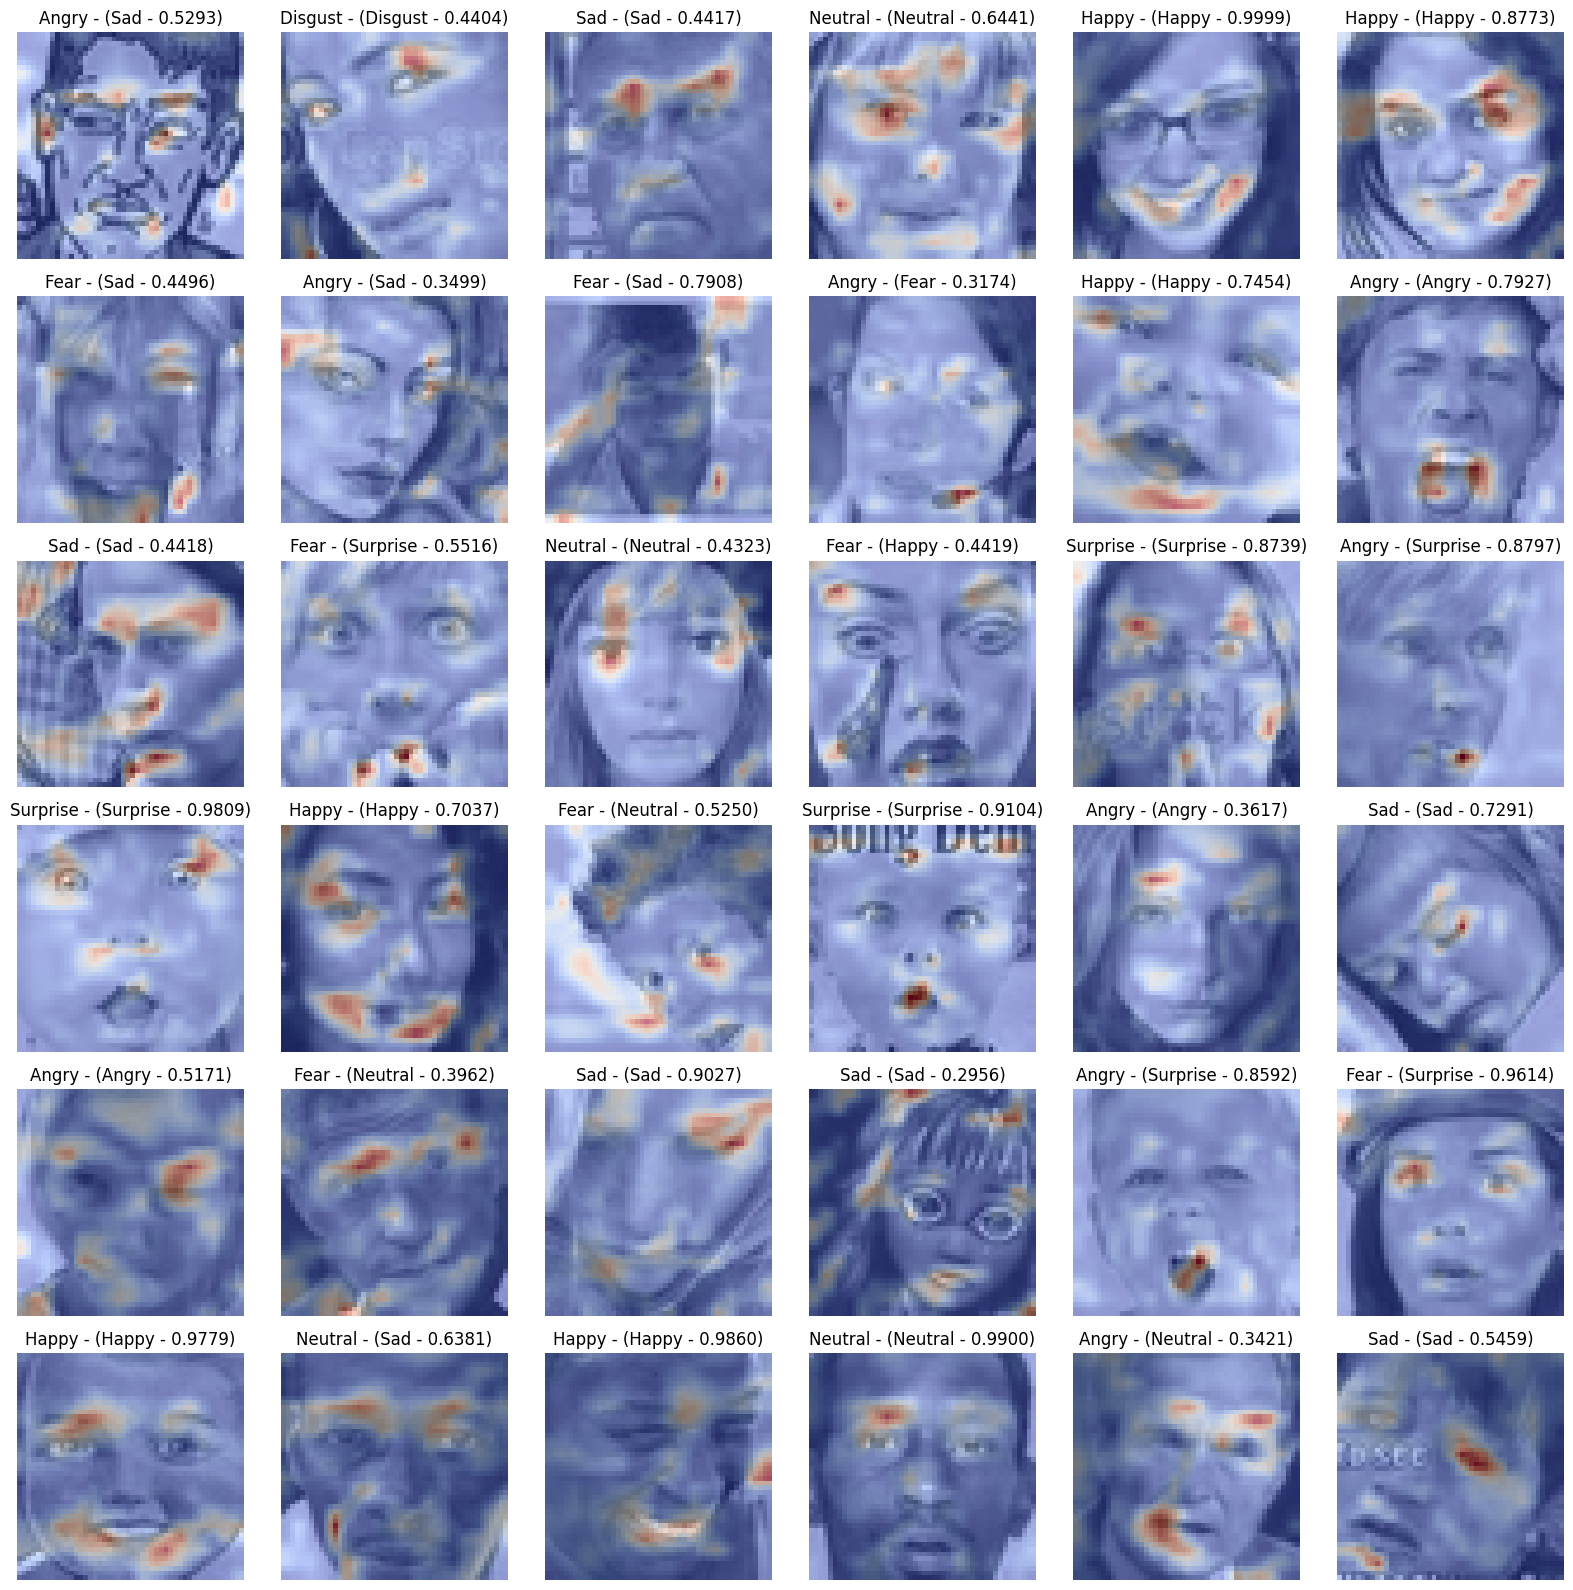 Angry - (Sad - 0.5293)
Disgust - (Disgust - 0.4404)
Sad - (Sad - 0.4417)
Neutral - (Neutral - 0.6441)
Happy - (Happy - 0.9999)
Happy - (Happy - 0.8773)
Fear - (Sad - 0.4496)
Angry - (Sad - 0.3499)
Fear - (Sad - 0.7908)
Angry - (Fear - 0.3174)
Happy - (Happy - 0.7454)
Angry - (Angry - 0.7927)
Sad - (Sad - 0.4418)
Fear - (Surprise - 0.5516)
Neutral - (Neutral - 0.4323)
Fear - (Happy - 0.4419)
Surprise - (Surprise - 0.8739)
Angry - (Surprise - 0.8797)
Surprise - (Surprise - 0.9809)
Happy - (Happy - 0.7037)
Fear - (Neutral - 0.5250)
Surprise - (Surprise - 0.9104)
Angry - (Angry - 0.3617)
Sad - (Sad - 0.7291)
Angry - (Angry - 0.5171)
Fear - (Neutral - 0.3962)
Sad - (Sad - 0.9027)
Sad - (Sad - 0.2956)
Angry - (Surprise - 0.8592)
Fear - (Surprise - 0.9614)
Happy - (Happy - 0.9779)
Neutral - (Sad - 0.6381)
Happy - (Happy - 0.9860)
Neutral - (Neutral - 0.9900)
Angry - (Neutral - 0.3421)
Sad - (Sad - 0.5459)